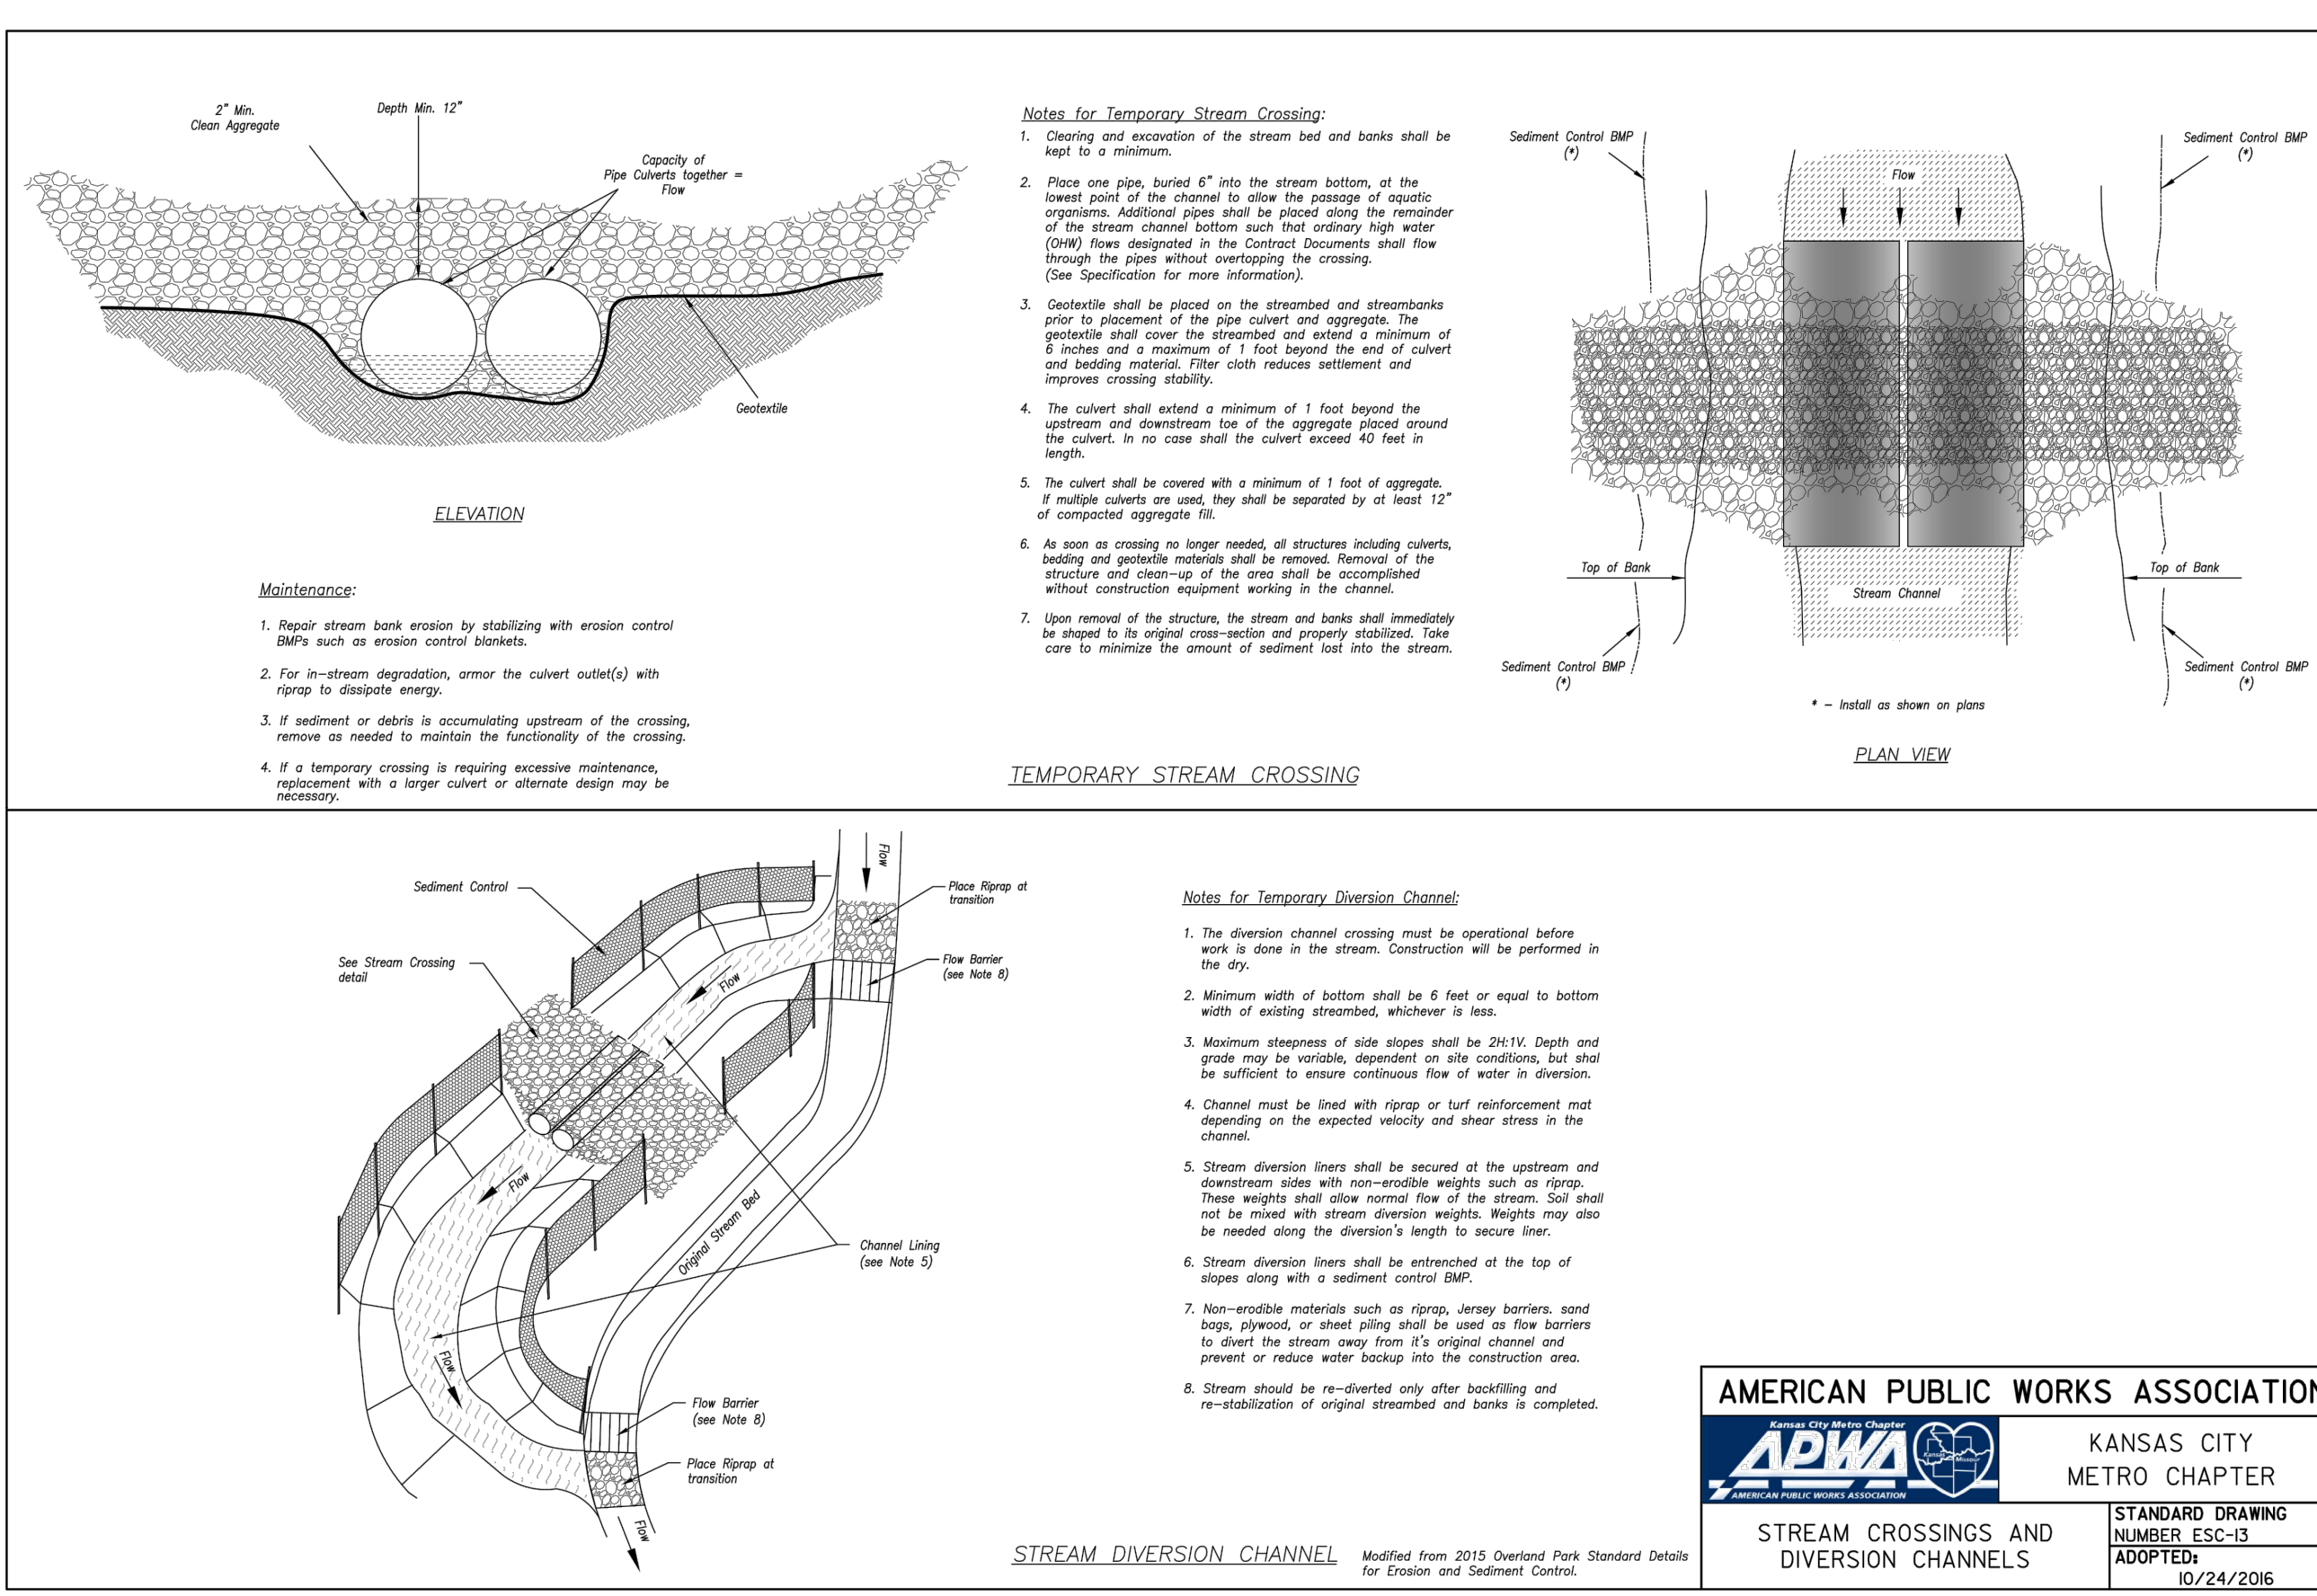 2" Min.
Clean Aggregate
Depth Min. 12"
Capacity of
Pipe Culverts together =
Flow
Geotextile
ELEVATION
Maintenance:
1. Repair stream bank erosion by stabilizing with erosion control
BMPs such as erosion control blankets.
2. For in-stream degradation, armor the culvert outlet(s) with
riprap to dissipate energy.
3. If sediment or debris is accumulating upstream of the crossing,
remove as needed to maintain the functionality of the crossing.
4. If a temporary crossing is requiring excessive maintenance,
replacement with a larger culvert or alternate design may be
necessary.
Notes for Temporary Stream Crossing:
1. Clearing and excavation of the stream bed and banks shall be
kept to a minimum.
2. Place one pipe, buried 6" into the stream bottom, at the
lowest point of the channel to allow the passage of aquatic
organisms. Additional pipes shall be placed along the remainder
of the stream channel bottom such that ordinary high water
(OHW) flows designated in the Contract Documents shall flow
through the pipes without overtopping the crossing.
(See Specification for more information).
3. Geotextile shall be placed on the streambed and streambanks
prior to placement of the pipe culvert and aggregate. The
geotextile shall cover the streambed and extend a minimum of
6 inches and a maximum of 1 foot beyond the end of culvert
and bedding material. Filter cloth reduces settlement and
improves crossing stability.
4. The culvert shall extend a minimum of 1 foot beyond the
upstream and downstream toe of the aggregate placed around
the culvert. In no case shall the culvert exceed 40 feet in
length.
5. The culvert shall be covered with a minimum of 1 foot of aggregate.
If multiple culverts are used, they shall be separated by at least 12"
of compacted aggregate fill.
6. As soon as crossing no longer needed, all structures including culverts,
bedding and geotextile materials shall be removed. Removal of the
structure and clean-up of the area shall be accomplished
without construction equipment working in the channel.
7. Upon removal of the structure, the stream and banks shall immediately
be shaped to its original cross-section and properly stabilized. Take
care to minimize the amount of sediment lost into the stream.
TEMPORARY STREAM CROSSING
Sediment Control BMP
(*)
Sediment Control BMP
(*)
Flow
Top of Bank
Top of Bank
Stream Channel
Sediment Control BMP
(*)
Sediment Control BMP
(*)
* - Install as shown on plans
PLAN VIEW
Sediment Control
See Stream Crossing
detail
Flow
Place Riprap at
transition
Flow Barrier
(see Note 8)
Flow
Flow
Original Stream Bed
Channel Lining
(see Note 5)
Flow
Flow Barrier
(see Note 8)
Place Riprap at
transition
Flow
STREAM DIVERSION CHANNEL
Modified from 2015 Overland Park Standard Details
for Erosion and Sediment Control.
Notes for Temporary Diversion Channel:
1. The diversion channel crossing must be operational before
work is done in the stream. Construction will be performed in
the dry.
2. Minimum width of bottom shall be 6 feet or equal to bottom
width of existing streambed, whichever is less.
3. Maximum steepness of side slopes shall be 2H:1V. Depth and
grade may be variable, dependent on site conditions, but shal
be sufficient to ensure continuous flow of water in diversion.
4. Channel must be lined with riprap or turf reinforcement mat
depending on the expected velocity and shear stress in the
channel.
5. Stream diversion liners shall be secured at the upstream and
downstream sides with non-erodible weights such as riprap.
These weights shall allow normal flow of the stream. Soil shall
not be mixed with stream diversion weights. Weights may also
be needed along the diversion's length to secure liner.
6. Stream diversion liners shall be entrenched at the top of
slopes along with a sediment control BMP.
7. Non-erodible materials such as riprap, Jersey barriers. sand
bags, plywood, or sheet piling shall be used as flow barriers
to divert the stream away from it's original channel and
prevent or reduce water backup into the construction area.
8. Stream should be re-diverted only after backfilling and
re-stabilization of original streambed and banks is completed.
AMERICAN PUBLIC WORKS ASSOCIATION
Kansas City Metro Chapter
APWA
Kansas
Missouri
AMERICAN PUBLIC WORKS ASSOCIATION
KANSAS CITY
METRO CHAPTER
STREAM CROSSINGS AND
DIVERSION CHANNELS
STANDARD DRAWING
NUMBER ESC-13
ADOPTED:
10/24/2016